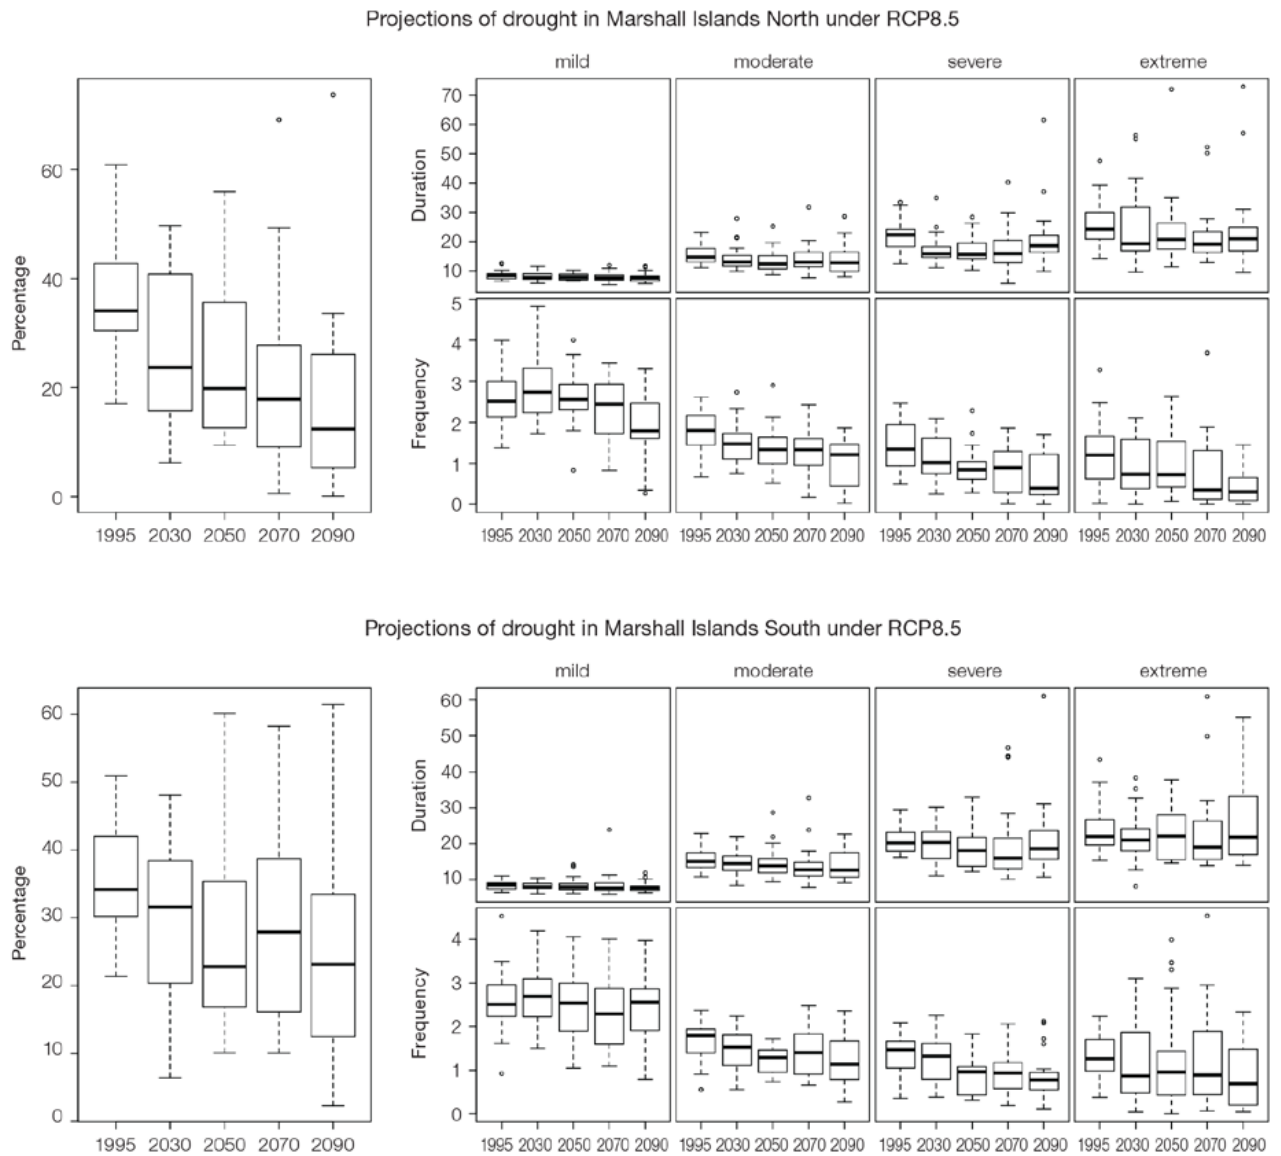 Projections of drought in Marshall Islands North under RCP8.5
mild moderate severe extreme
Percentage
60
40
20
0
1995 2030 2050 2070 2090
Duration
70
60
50
40
30
20
10
Frequency
5
4
3
2
1
0
1995 2030 2050 2070 2090 1995 2030 2050 2070 2090 1995 2030 2050 2070 2090 1995 2030 2050 2070 2090
Projections of drought in Marshall Islands South under RCP8.5
mild moderate severe extreme
Percentage
60
50
40
30
20
10
0
1995 2030 2050 2070 2090
Duration
60
50
40
30
20
10
Frequency
4
3
2
1
0
1995 2030 2050 2070 2090 1995 2030 2050 2070 2090 1995 2030 2050 2070 2090 1995 2030 2050 2070 2090